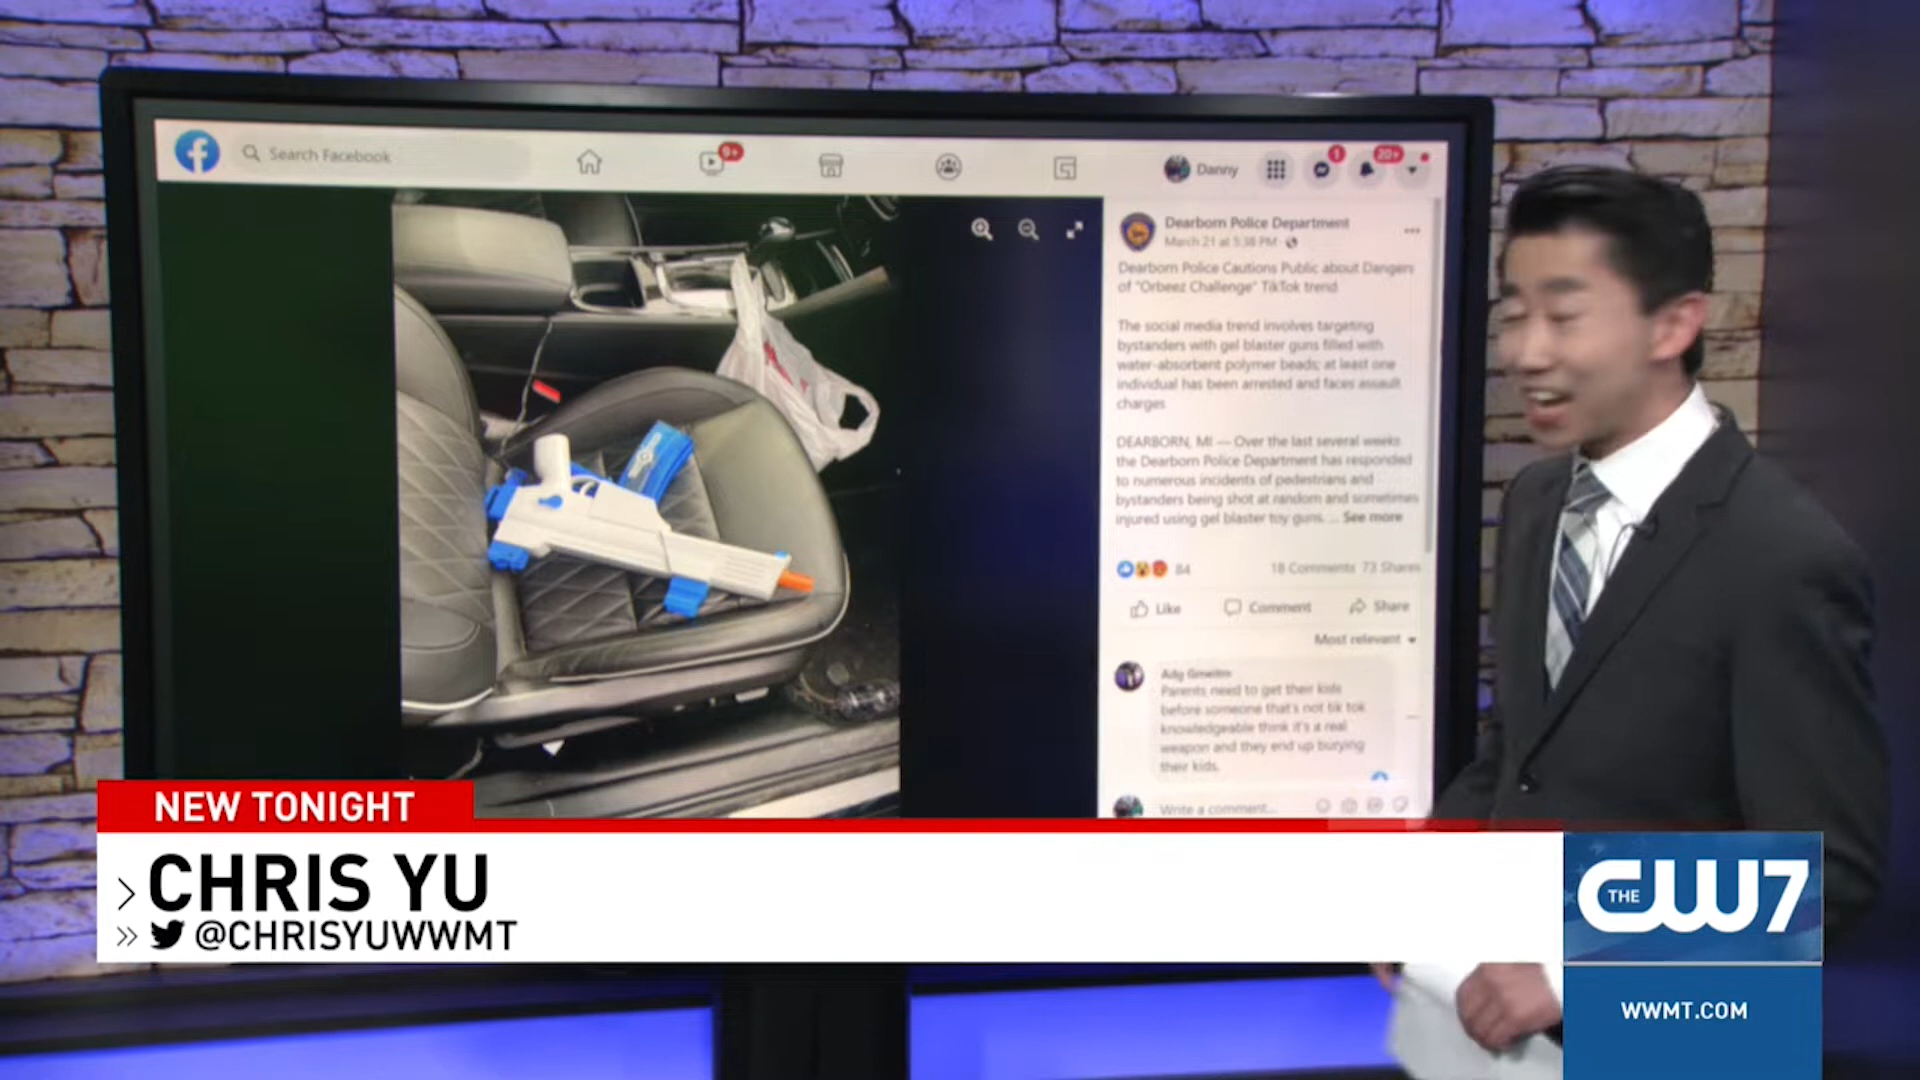 Search Facebook
9+
Danny
1
20+
Dearborn Police Department
March 21 at 5:38 PM
Dearborn Police Cautions Public about Dangers
of "Orbeez Challenge" TikTok trend
The social media trend involves targeting
bystanders with gel blaster guns filled with
water-absorbent polymer beads; at least one
individual has been arrested and faces assault
charges
DEARBORN, MI — Over the last several weeks
the Dearborn Police Department has responded
to numerous incidents of pedestrians and
bystanders being shot at random and sometimes
injured using gel blaster toy guns. ... See more
84
18 Comments 73 Shares
Like
Comment
Share
Most relevant
Parents need to get their kids
before someone that's not tik tok
knowledgeable think it's a real
weapon and they end up burying
their kids.
Write a comment...
NEW TONIGHT
CHRIS YU
@CHRISYUWWMT
THE CW7
WWMT.COM